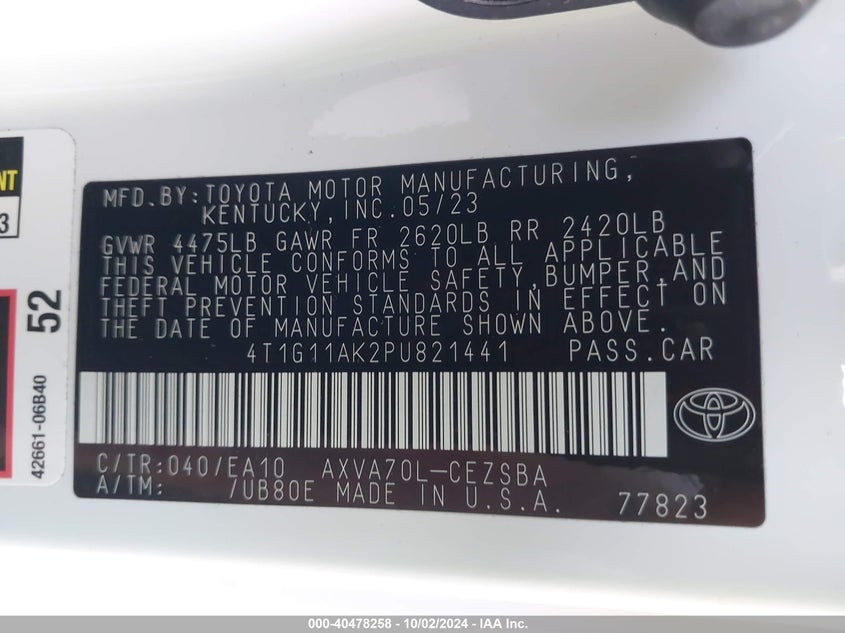 MFD.BY:TOYOTA MOTOR MANUFACTURING,
KENTUCKY,INC.05/23
GVWR 4475LB GAWR FR 2620LB RR 2420LB
THIS VEHICLE CONFORMS TO ALL APPLICABLE
FEDERAL MOTOR VEHICLE SAFETY,BUMPER,AND
THEFT PREVENTION STANDARDS IN EFFECT ON
THE DATE OF MANUFACTURE SHOWN ABOVE.
4T1G11AK2PU821441 PASS.CAR
C/TR:040/EA10 AXVA70L-CEZSBA
A/TM: /UB80E MADE IN U.S.A. 77823
NT
3
52
42661-06B40
000-40478258 - 10/02/2024 - IAA Inc.